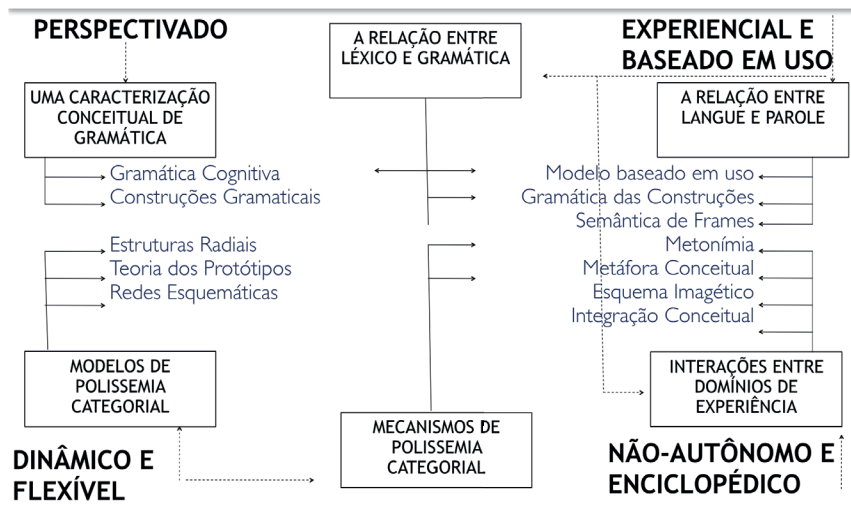 PERSPECTIVADO
A RELAÇÃO ENTRE
LÉXICO E GRAMÁTICA
EXPERIENCIAL E
BASEADO EM USO
UMA CARACTERIZAÇÃO
CONCEITUAL DE
GRAMÁTICA
A RELAÇÃO ENTRE
LANGUE E PAROLE
Gramática Cognitiva
Construções Gramaticais
Modelo baseado em uso
Gramática das Construções
Semântica de Frames
Estruturas Radiais
Teoria dos Protótipos
Redes Esquemáticas
Metonímia
Metáfora Conceitual
Esquema Imagético
Integração Conceitual
MODELOS DE
POLISSEMIA
CATEGORIAL
MECANISMOS DE
POLISSEMIA
CATEGORIAL
INTERAÇÕES ENTRE
DOMÍNIOS DE
EXPERIÊNCIA
DINÂMICO E
FLEXÍVEL
NÃO-AUTÔNOMO E
ENCICLOPÉDICO